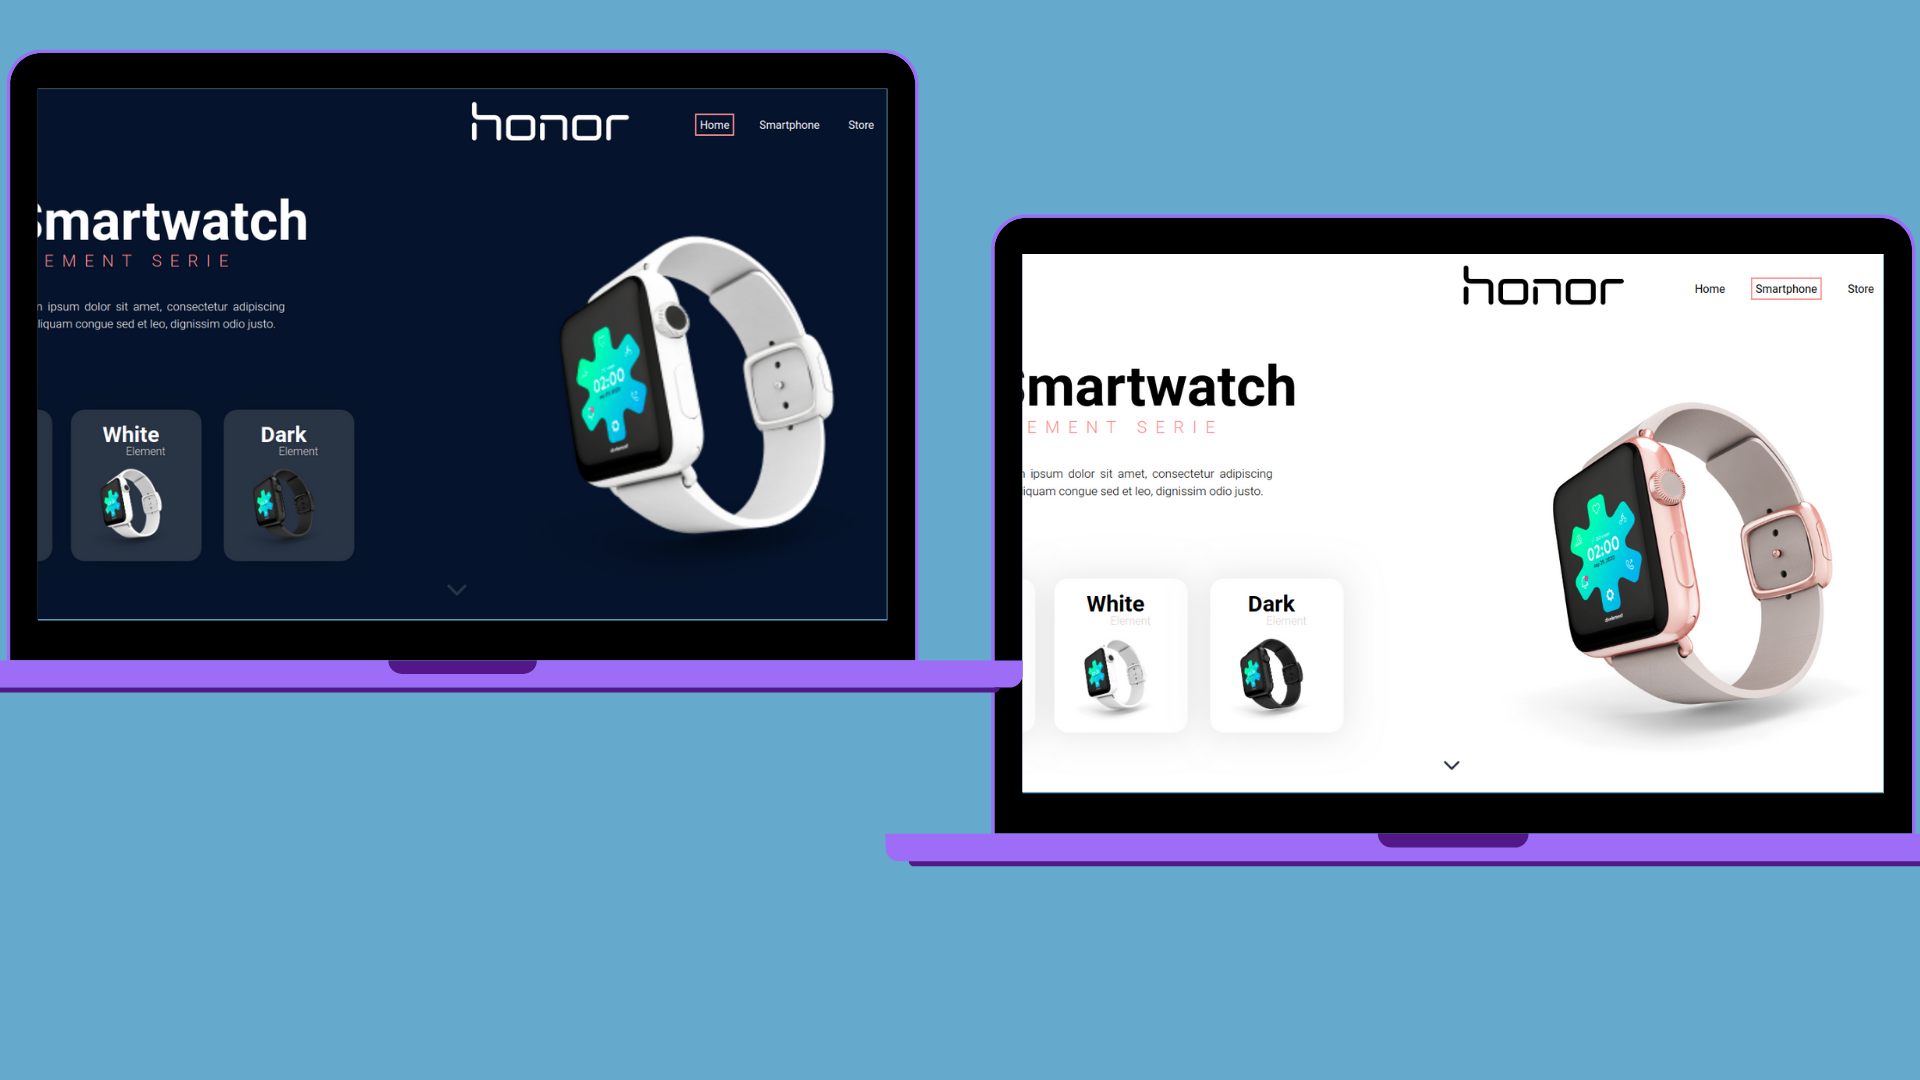 honor
Home
Smartphone
Store
Smartwatch
EMENT SERIE
ipsum dolor sit amet, consectetur adipiscing
liquam congue sed et leo, dignissim odio justo.
02:00
White
Element
Dark
Element
honor
Home
Smartphone
Store
Smartwatch
EMENT SERIE
ipsum dolor sit amet, consectetur adipiscing
iquam congue sed et leo, dignissim odio justo.
02:00
White
Element
Dark
Element